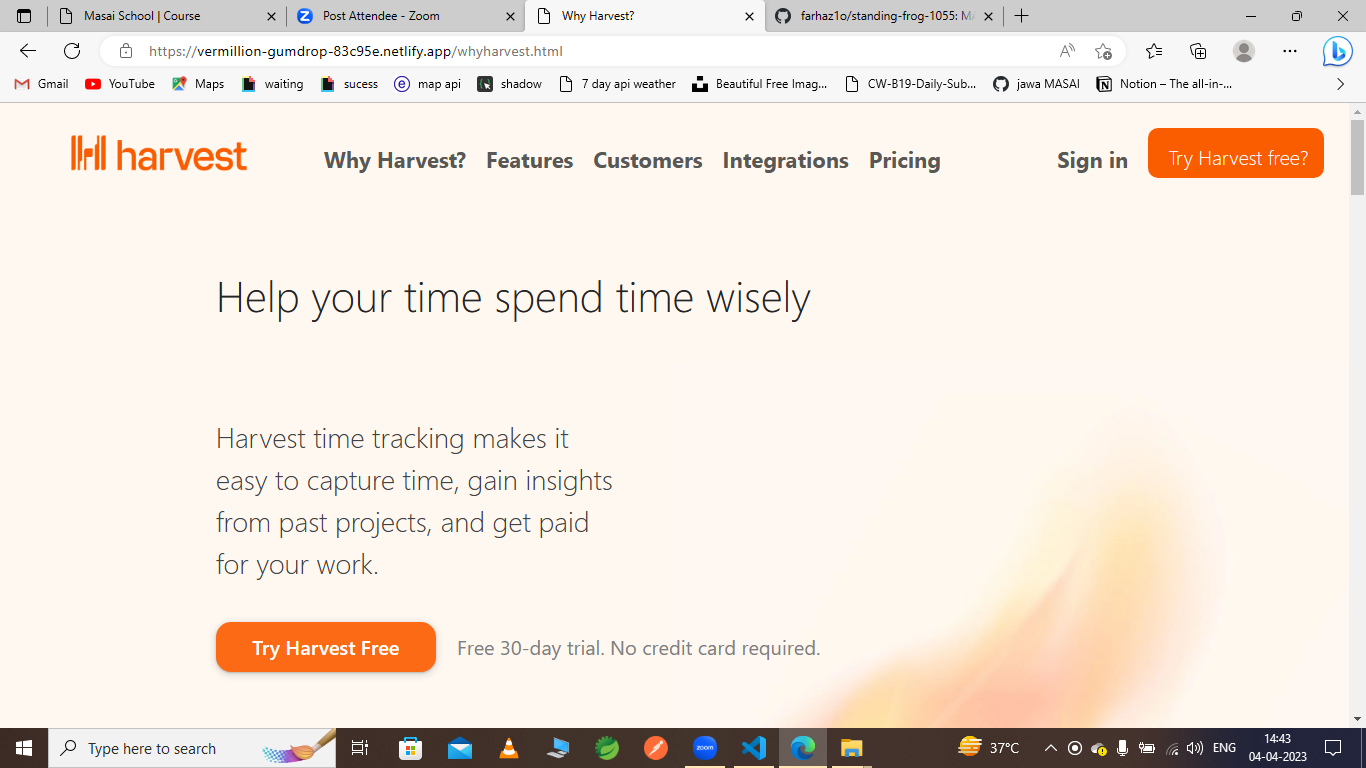 Masai School | Course
Post Attendee - Zoom
Why Harvest?
farhaz1o/standing-frog-1055: MA
https://vermillion-gumdrop-83c95e.netlify.app/whyharvest.html
Gmail
YouTube
Maps
waiting
sucess
map api
shadow
7 day api weather
Beautiful Free Imag...
CW-B19-Daily-Sub...
jawa MASAI
Notion – The all-in-...
harvest
Why Harvest? Features Customers Integrations Pricing
Sign in
Try Harvest free?
Help your time spend time wisely
Harvest time tracking makes it
easy to capture time, gain insights
from past projects, and get paid
for your work.
Try Harvest Free
Free 30-day trial. No credit card required.
Type here to search
zoom
37°C
ENG
14:43
04-04-2023